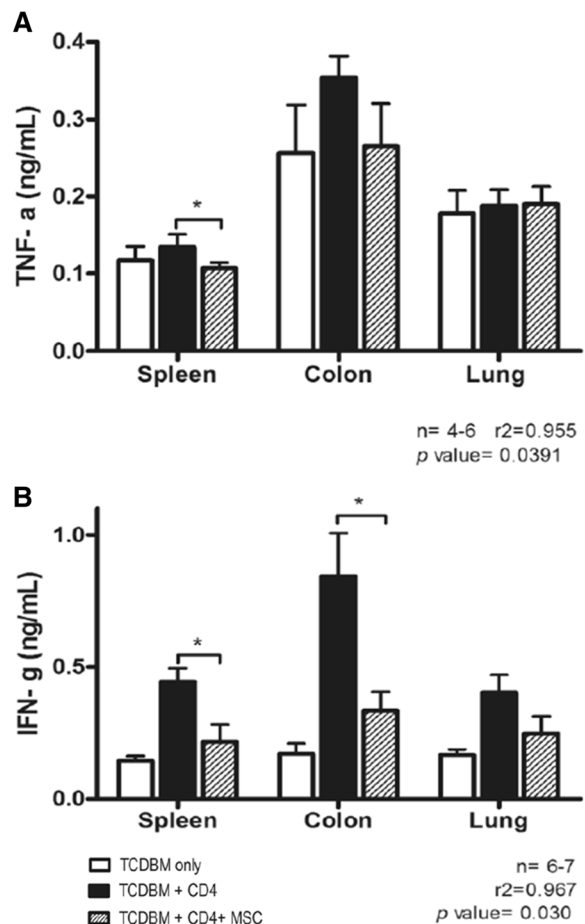 A
TNF- a (ng/mL)
0.4
0.3
0.2
0.1
0.0
*
Spleen Colon Lung
n= 4-6 r2=0.955
p value= 0.0391
B
IFN- g (ng/mL)
1.0
0.5
0.0
*
*
Spleen Colon Lung
TCDBM only
TCDBM + CD4
TCDBM + CD4+ MSC
n= 6-7
r2=0.967
p value= 0.030